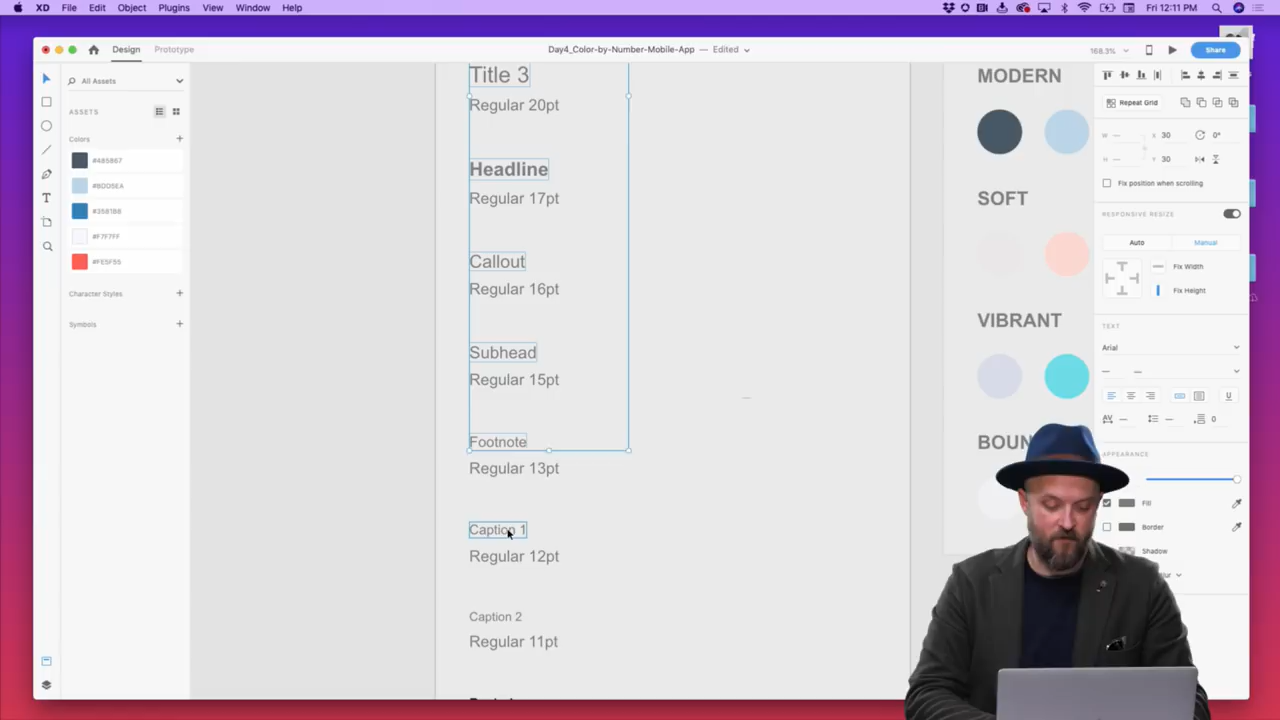 XD File Edit Object Plugins View Window Help Fri 12:11 PM
Design Prototype Day4_Color-by-Number-Mobile-App — Edited 168.3% Share
All Assets
ASSETS
Colors
#485867
#BDD5EA
#3581B8
#F7F7FF
#FE5F55
Character Styles
Symbols
Title 3
Regular 20pt
Headline
Regular 17pt
Callout
Regular 16pt
Subhead
Regular 15pt
Footnote
Regular 13pt
Caption 1
Regular 12pt
Caption 2
Regular 11pt
MODERN
SOFT
VIBRANT
BOUN
Repeat Grid
W X 30 0°
H Y 30
Fix position when scrolling
RESPONSIVE RESIZE
Auto Manual
Fix Width
Fix Height
TEXT
Arial
AV 0
APPEARANCE
Fill
Border
Shadow